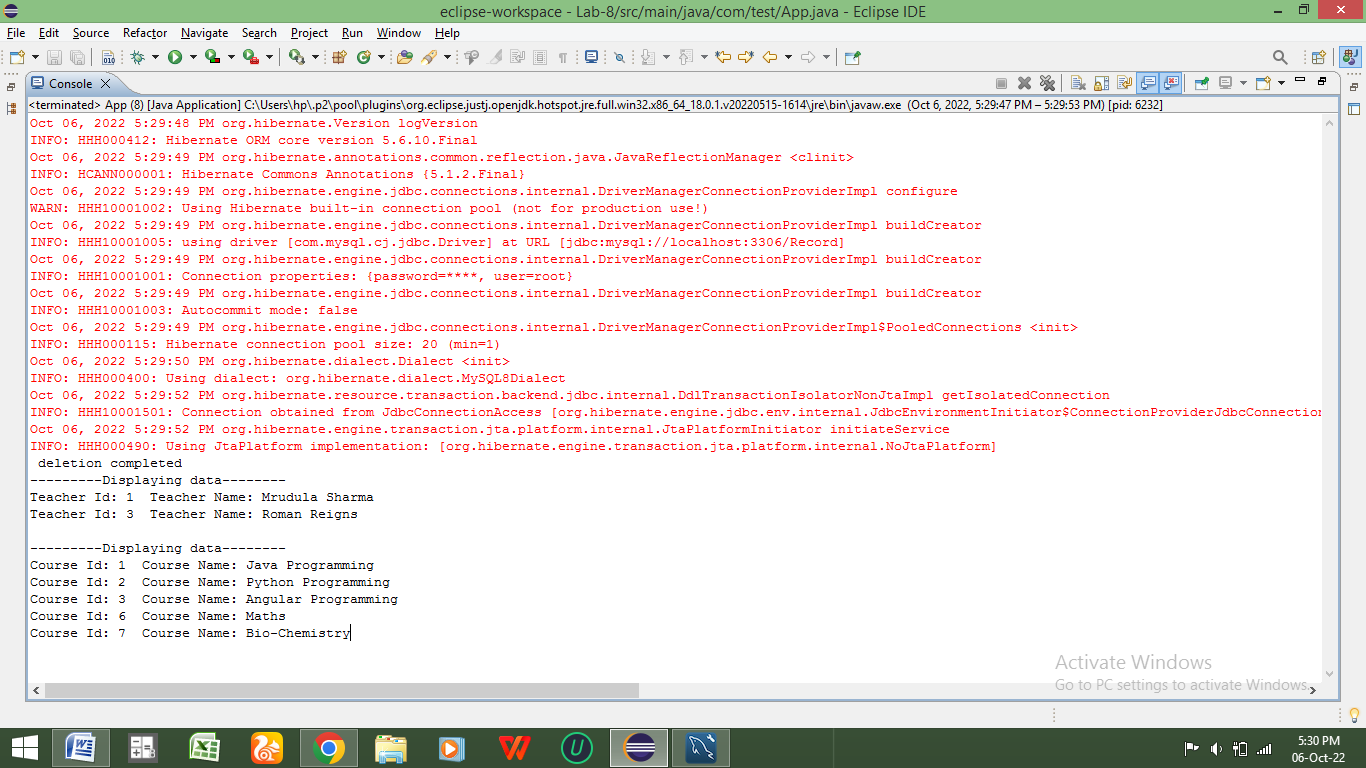 eclipse-workspace - Lab-8/src/main/java/com/test/App.java - Eclipse IDE
File Edit Source Refactor Navigate Search Project Run Window Help
Console
<terminated> App (8) [Java Application] C:\Users\hp\.p2\pool\plugins\org.eclipse.justj.openjdk.hotspot.jre.full.win32.x86_64_18.0.1.v20220515-1614\jre\bin\javaw.exe (Oct 6, 2022, 5:29:47 PM – 5:29:53 PM) [pid: 6232]
Oct 06, 2022 5:29:48 PM org.hibernate.Version logVersion
INFO: HHH000412: Hibernate ORM core version 5.6.10.Final
Oct 06, 2022 5:29:49 PM org.hibernate.annotations.common.reflection.java.JavaReflectionManager <clinit>
INFO: HCANN000001: Hibernate Commons Annotations {5.1.2.Final}
Oct 06, 2022 5:29:49 PM org.hibernate.engine.jdbc.connections.internal.DriverManagerConnectionProviderImpl configure
WARN: HHH10001002: Using Hibernate built-in connection pool (not for production use!)
Oct 06, 2022 5:29:49 PM org.hibernate.engine.jdbc.connections.internal.DriverManagerConnectionProviderImpl buildCreator
INFO: HHH10001005: using driver [com.mysql.cj.jdbc.Driver] at URL [jdbc:mysql://localhost:3306/Record]
Oct 06, 2022 5:29:49 PM org.hibernate.engine.jdbc.connections.internal.DriverManagerConnectionProviderImpl buildCreator
INFO: HHH10001001: Connection properties: {password=****, user=root}
Oct 06, 2022 5:29:49 PM org.hibernate.engine.jdbc.connections.internal.DriverManagerConnectionProviderImpl buildCreator
INFO: HHH10001003: Autocommit mode: false
Oct 06, 2022 5:29:49 PM org.hibernate.engine.jdbc.connections.internal.DriverManagerConnectionProviderImpl$PooledConnections <init>
INFO: HHH000115: Hibernate connection pool size: 20 (min=1)
Oct 06, 2022 5:29:50 PM org.hibernate.dialect.Dialect <init>
INFO: HHH000400: Using dialect: org.hibernate.dialect.MySQL8Dialect
Oct 06, 2022 5:29:52 PM org.hibernate.resource.transaction.backend.jdbc.internal.DdlTransactionIsolatorNonJtaImpl getIsolatedConnection
INFO: HHH10001501: Connection obtained from JdbcConnectionAccess [org.hibernate.engine.jdbc.env.internal.JdbcEnvironmentInitiator$ConnectionProviderJdbcConnection
Oct 06, 2022 5:29:52 PM org.hibernate.engine.transaction.jta.platform.internal.JtaPlatformInitiator initiateService
INFO: HHH000490: Using JtaPlatform implementation: [org.hibernate.engine.transaction.jta.platform.internal.NoJtaPlatform]
deletion completed
---------Displaying data--------
Teacher Id: 1 Teacher Name: Mrudula Sharma
Teacher Id: 3 Teacher Name: Roman Reigns
---------Displaying data--------
Course Id: 1 Course Name: Java Programming
Course Id: 2 Course Name: Python Programming
Course Id: 3 Course Name: Angular Programming
Course Id: 6 Course Name: Maths
Course Id: 7 Course Name: Bio-Chemistry
Activate Windows
Go to PC settings to activate Windows.
5:30 PM
06-Oct-22